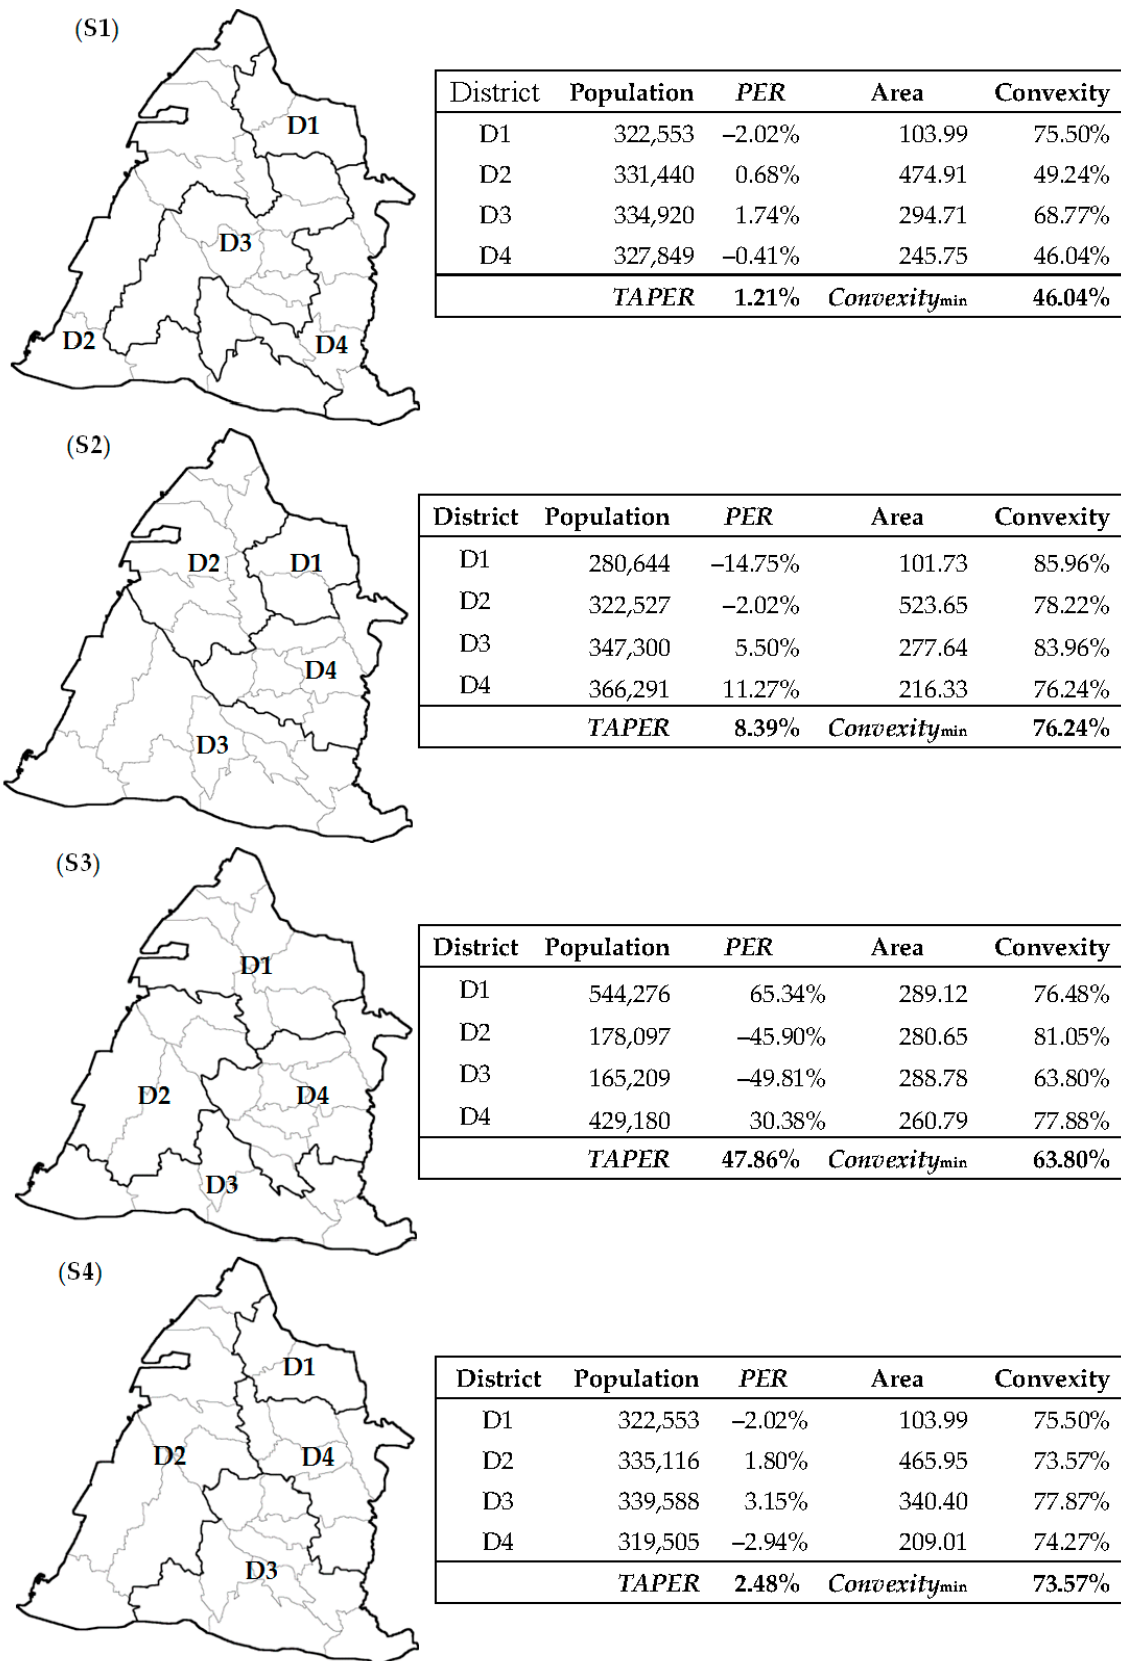 (S1)
D1
D3
D2
D4
District Population PER Area Convexity
D1 322,553 –2.02% 103.99 75.50%
D2 331,440 0.68% 474.91 49.24%
D3 334,920 1.74% 294.71 68.77%
D4 327,849 –0.41% 245.75 46.04%
TAPER 1.21% Convexitymin 46.04%
(S2)
D2 D1
D4
D3
District Population PER Area Convexity
D1 280,644 –14.75% 101.73 85.96%
D2 322,527 –2.02% 523.65 78.22%
D3 347,300 5.50% 277.64 83.96%
D4 366,291 11.27% 216.33 76.24%
TAPER 8.39% Convexitymin 76.24%
(S3)
D1
D2 D4
D3
District Population PER Area Convexity
D1 544,276 65.34% 289.12 76.48%
D2 178,097 –45.90% 280.65 81.05%
D3 165,209 –49.81% 288.78 63.80%
D4 429,180 30.38% 260.79 77.88%
TAPER 47.86% Convexitymin 63.80%
(S4)
D1
D2 D4
D3
District Population PER Area Convexity
D1 322,553 –2.02% 103.99 75.50%
D2 335,116 1.80% 465.95 73.57%
D3 339,588 3.15% 340.40 77.87%
D4 319,505 –2.94% 209.01 74.27%
TAPER 2.48% Convexitymin 73.57%